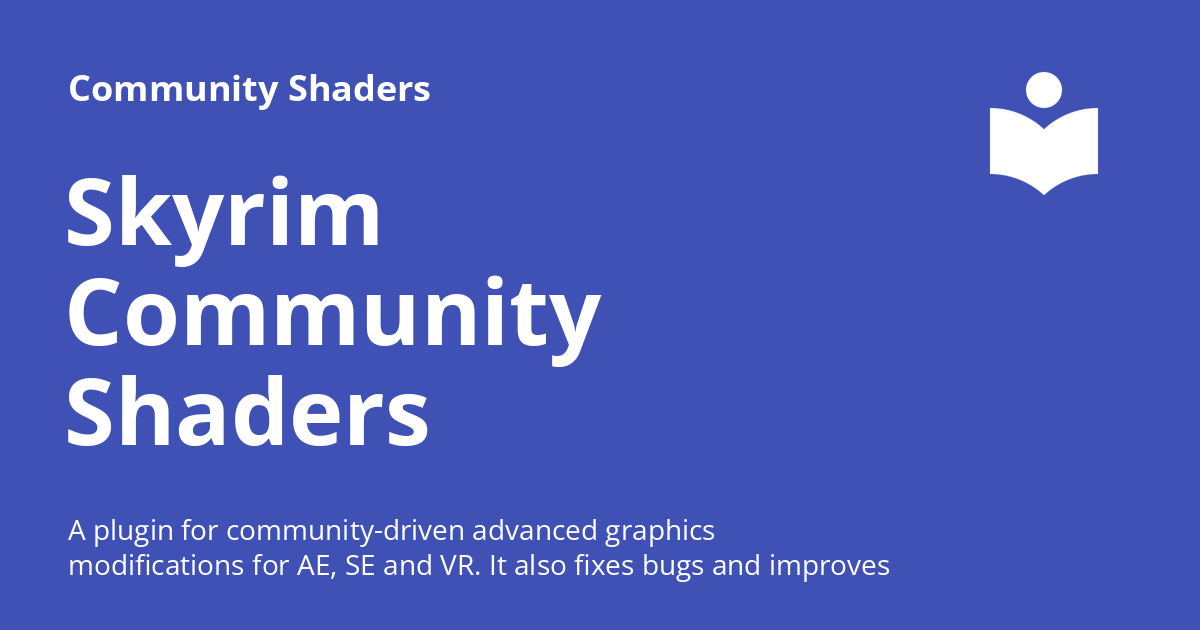 Community Shaders
Skyrim
Community
Shaders
A plugin for community-driven advanced graphics
modifications for AE, SE and VR. It also fixes bugs and improves